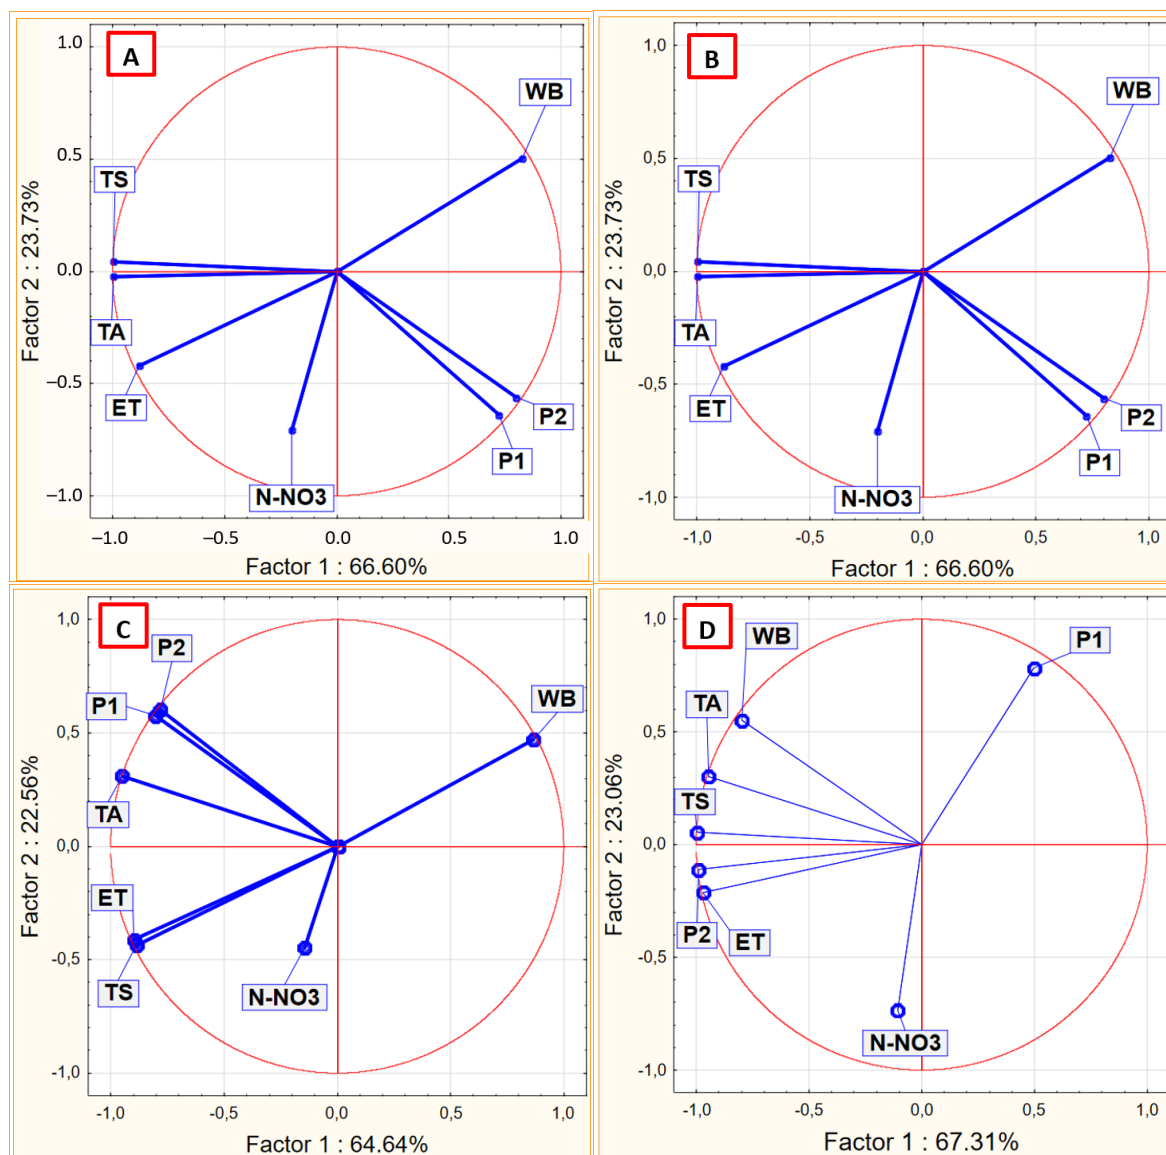 A
1.0
0.5
0.0
−0.5
−1.0
WB
TS
TA
ET
P2
P1
N-NO3
−1.0 −0.5 0.0 0.5 1.0
Factor 2 : 23.73%
Factor 1 : 66.60%
B
1,0
0,5
0,0
-0,5
-1,0
WB
TS
TA
ET
P2
P1
N-NO3
-1,0 -0,5 0,0 0,5 1,0
Factor 2 : 23.73%
Factor 1 : 66.60%
C
1,0
0,5
0,0
-0,5
-1,0
P2
P1
WB
TA
ET
TS
N-NO3
-1,0 -0,5 0,0 0,5 1,0
Factor 2 : 22.56%
Factor 1 : 64.64%
D
1,0
0,5
0,0
-0,5
-1,0
WB
P1
TA
TS
P2
ET
N-NO3
-1,0 -0,5 0,0 0,5 1,0
Factor 2 : 23.06%
Factor 1 : 67.31%